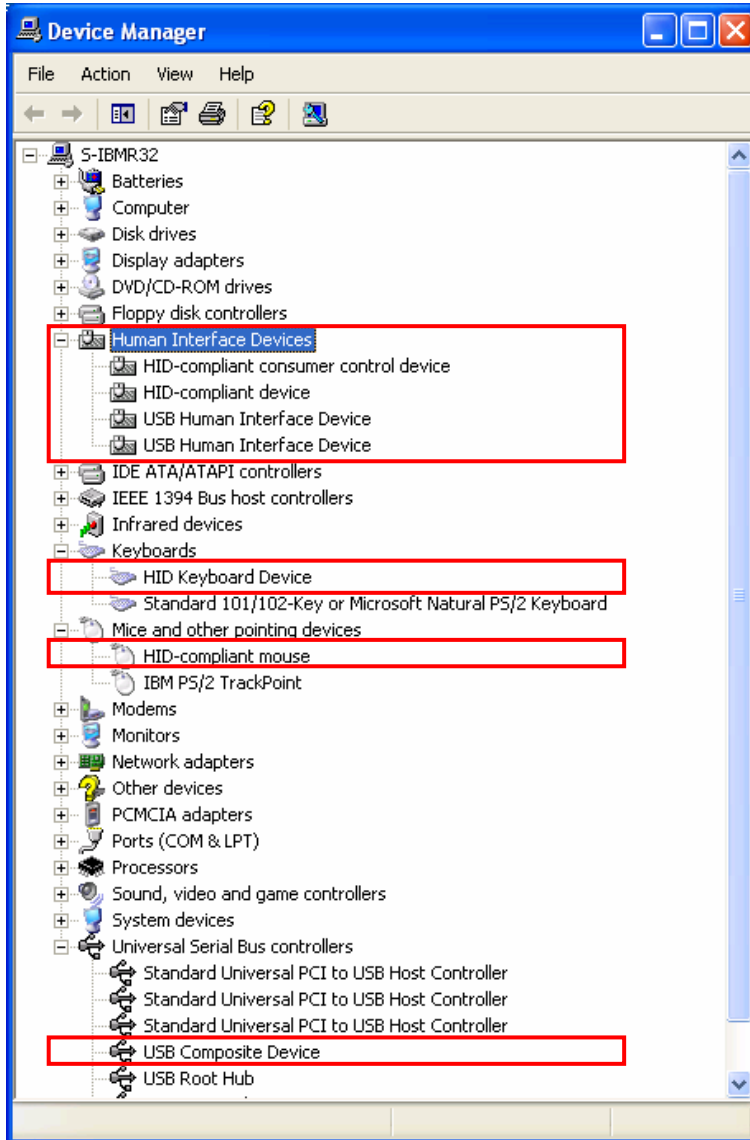 Device Manager
File Action View Help
S-IBMR32
Batteries
Computer
Disk drives
Display adapters
DVD/CD-ROM drives
Floppy disk controllers
Human Interface Devices
HID-compliant consumer control device
HID-compliant device
USB Human Interface Device
USB Human Interface Device
IDE ATA/ATAPI controllers
IEEE 1394 Bus host controllers
Infrared devices
Keyboards
HID Keyboard Device
Standard 101/102-Key or Microsoft Natural PS/2 Keyboard
Mice and other pointing devices
HID-compliant mouse
IBM PS/2 TrackPoint
Modems
Monitors
Network adapters
Other devices
PCMCIA adapters
Ports (COM & LPT)
Processors
Sound, video and game controllers
System devices
Universal Serial Bus controllers
Standard Universal PCI to USB Host Controller
Standard Universal PCI to USB Host Controller
Standard Universal PCI to USB Host Controller
USB Composite Device
USB Root Hub